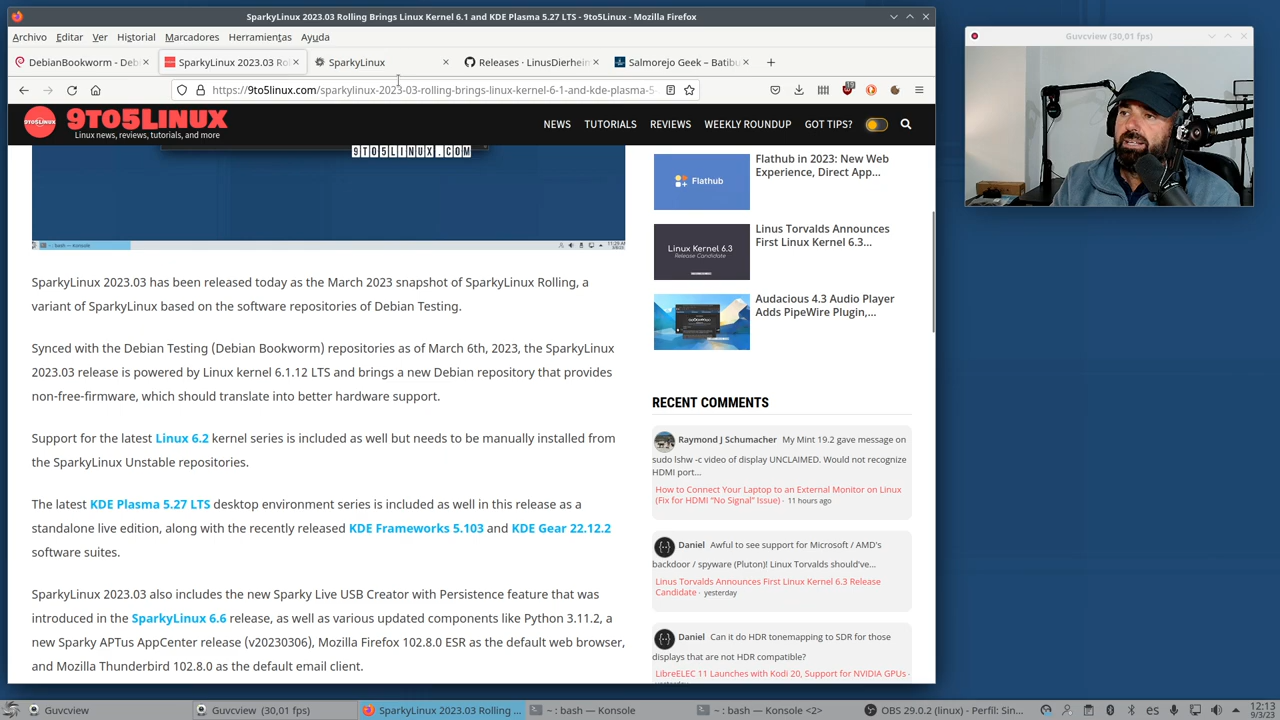 SparkyLinux 2023.03 Rolling Brings Linux Kernel 6.1 and KDE Plasma 5.27 LTS - 9to5Linux - Mozilla Firefox
Guvcview (30,01 fps)
Archivo Editar Ver Historial Marcadores Herramientas Ayuda
DebianBookworm - Deb
SparkyLinux 2023.03 Rol
SparkyLinux
Releases · LinusDierhein
Salmorejo Geek – Batibu
https://9to5linux.com/sparkylinux-2023-03-rolling-brings-linux-kernel-6-1-and-kde-plasma-5-
9TO5LINUX
Linux news, reviews, tutorials, and more
NEWS TUTORIALS REVIEWS WEEKLY ROUNDUP GOT TIPS?
9TO5LINUX.COM
~ : bash — Konsole
SparkyLinux 2023.03 has been released today as the March 2023 snapshot of SparkyLinux Rolling, a
variant of SparkyLinux based on the software repositories of Debian Testing.
Synced with the Debian Testing (Debian Bookworm) repositories as of March 6th, 2023, the SparkyLinux
2023.03 release is powered by Linux kernel 6.1.12 LTS and brings a new Debian repository that provides
non-free-firmware, which should translate into better hardware support.
Support for the latest Linux 6.2 kernel series is included as well but needs to be manually installed from
the SparkyLinux Unstable repositories.
The latest KDE Plasma 5.27 LTS desktop environment series is included as well in this release as a
standalone live edition, along with the recently released KDE Frameworks 5.103 and KDE Gear 22.12.2
software suites.
SparkyLinux 2023.03 also includes the new Sparky Live USB Creator with Persistence feature that was
introduced in the SparkyLinux 6.6 release, as well as various updated components like Python 3.11.2, a
new Sparky APTus AppCenter release (v20230306), Mozilla Firefox 102.8.0 ESR as the default web browser,
and Mozilla Thunderbird 102.8.0 as the default email client.
Flathub
Flathub in 2023: New Web
Experience, Direct App...
Linux Kernel 6.3
Release Candidate
Linus Torvalds Announces
First Linux Kernel 6.3...
Audacious 4.3 Audio Player
Adds PipeWire Plugin,...
RECENT COMMENTS
Raymond J Schumacher My Mint 19.2 gave message on
sudo lshw -c video of display UNCLAIMED. Would not recognize
HDMI port...
How to Connect Your Laptop to an External Monitor on Linux
(Fix for HDMI “No Signal” Issue) · 11 hours ago
Daniel Awful to see support for Microsoft / AMD's
backdoor / spyware (Pluton)! Linus Torvalds should've...
Linus Torvalds Announces First Linux Kernel 6.3 Release
Candidate · yesterday
Daniel Can it do HDR tonemapping to SDR for those
displays that are not HDR compatible?
LibreELEC 11 Launches with Kodi 20, Support for NVIDIA GPUs ·
Guvcview
Guvcview (30,01 fps)
SparkyLinux 2023.03 Rolling ...
~ : bash — Konsole
~ : bash — Konsole <2>
OBS 29.0.2 (linux) - Perfil: Sin...
es
12:13
9/3/23